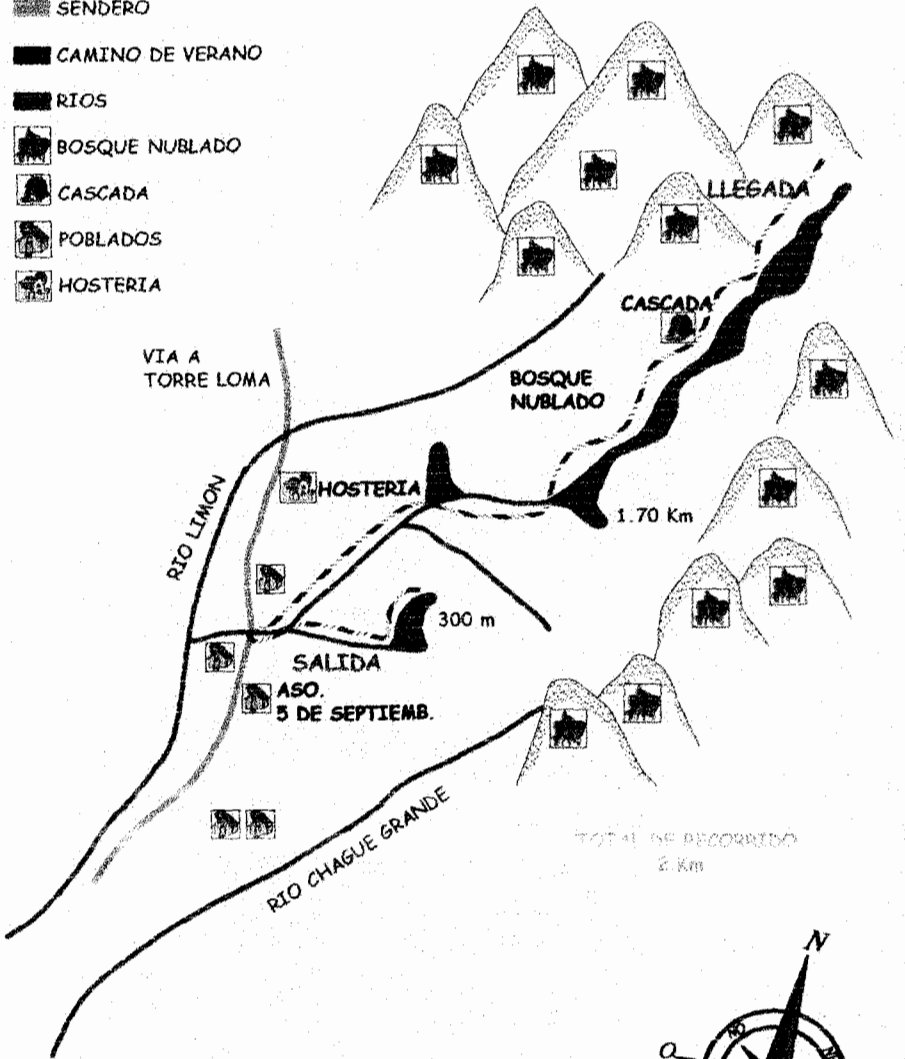 SENDERO
CAMINO DE VERANO
RIOS
BOSQUE NUBLADO
CASCADA
POBLADOS
HOSTERIA
LLEGADA
CASCADA
VIA A
TORRE LOMA
BOSQUE
NUBLADO
RIO LIMON
HOSTERIA
1.70 Km
300 m
SALIDA
ASO.
5 DE SEPTIEMB.
RIO CHAGUE GRANDE
TOTAL DE RECORRIDO
2 Km
N
NO
O